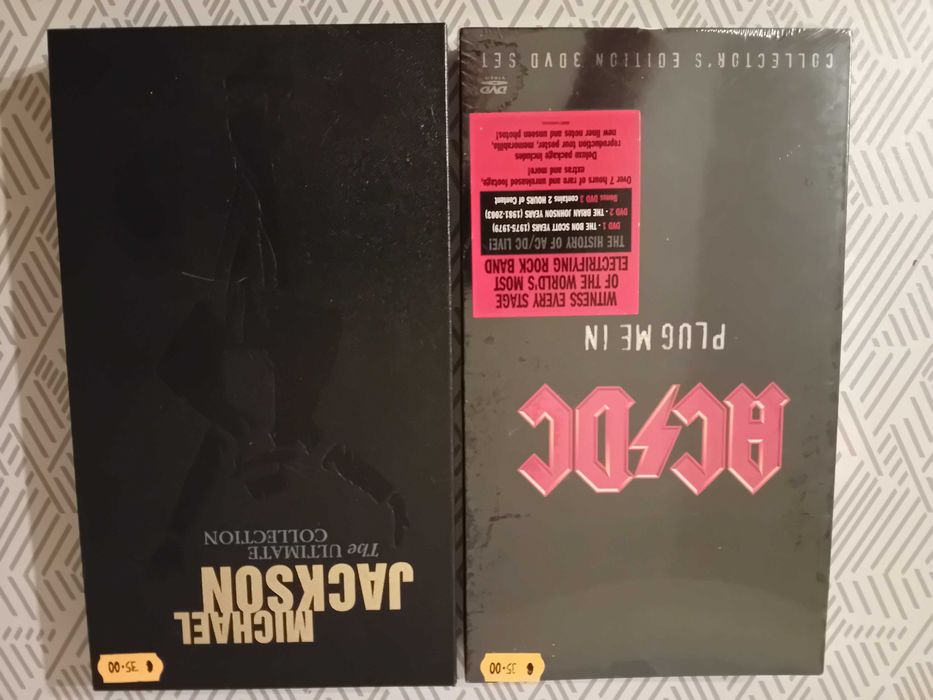 € 35.00
MICHAEL
JACKSON
The ULTIMATE
COLLECTION
€ 35.00
AC/DC
PLUG ME IN
WITNESS EVERY STAGE
OF THE WORLD'S MOST
ELECTRIFYING ROCK BAND
THE HISTORY OF AC/DC LIVE!
DVD 1 - THE BON SCOTT YEARS (1975-1979)
DVD 2 - THE BRIAN JOHNSON YEARS (1981-2003)
Bonus DVD 3 contains 2 HOURS of Content
Over 7 hours of rare and unreleased footage,
extras and more!
Deluxe package includes
reproduction tour poster, memorabilia,
new liner notes and unseen photos!
DVD
VIDEO
COLLECTOR'S EDITION 3DVD SET